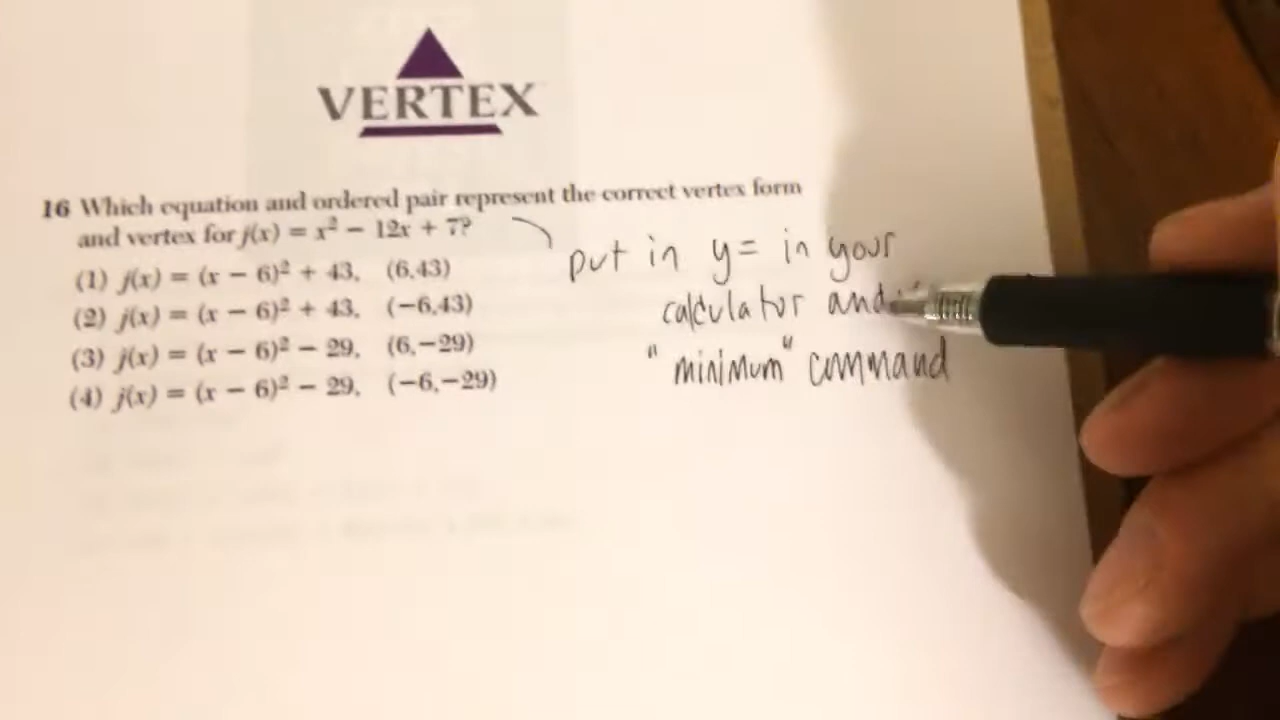 VERTEX
16 Which equation and ordered pair represent the correct vertex form
and vertex for j(x) = x² − 12x + 7?
(1) j(x) = (x − 6)² + 43, (6,43)
(2) j(x) = (x − 6)² + 43, (−6,43)
(3) j(x) = (x − 6)² − 29, (6,−29)
(4) j(x) = (x − 6)² − 29, (−6,−29)
put in y= in your
calculator and
"minimum" command